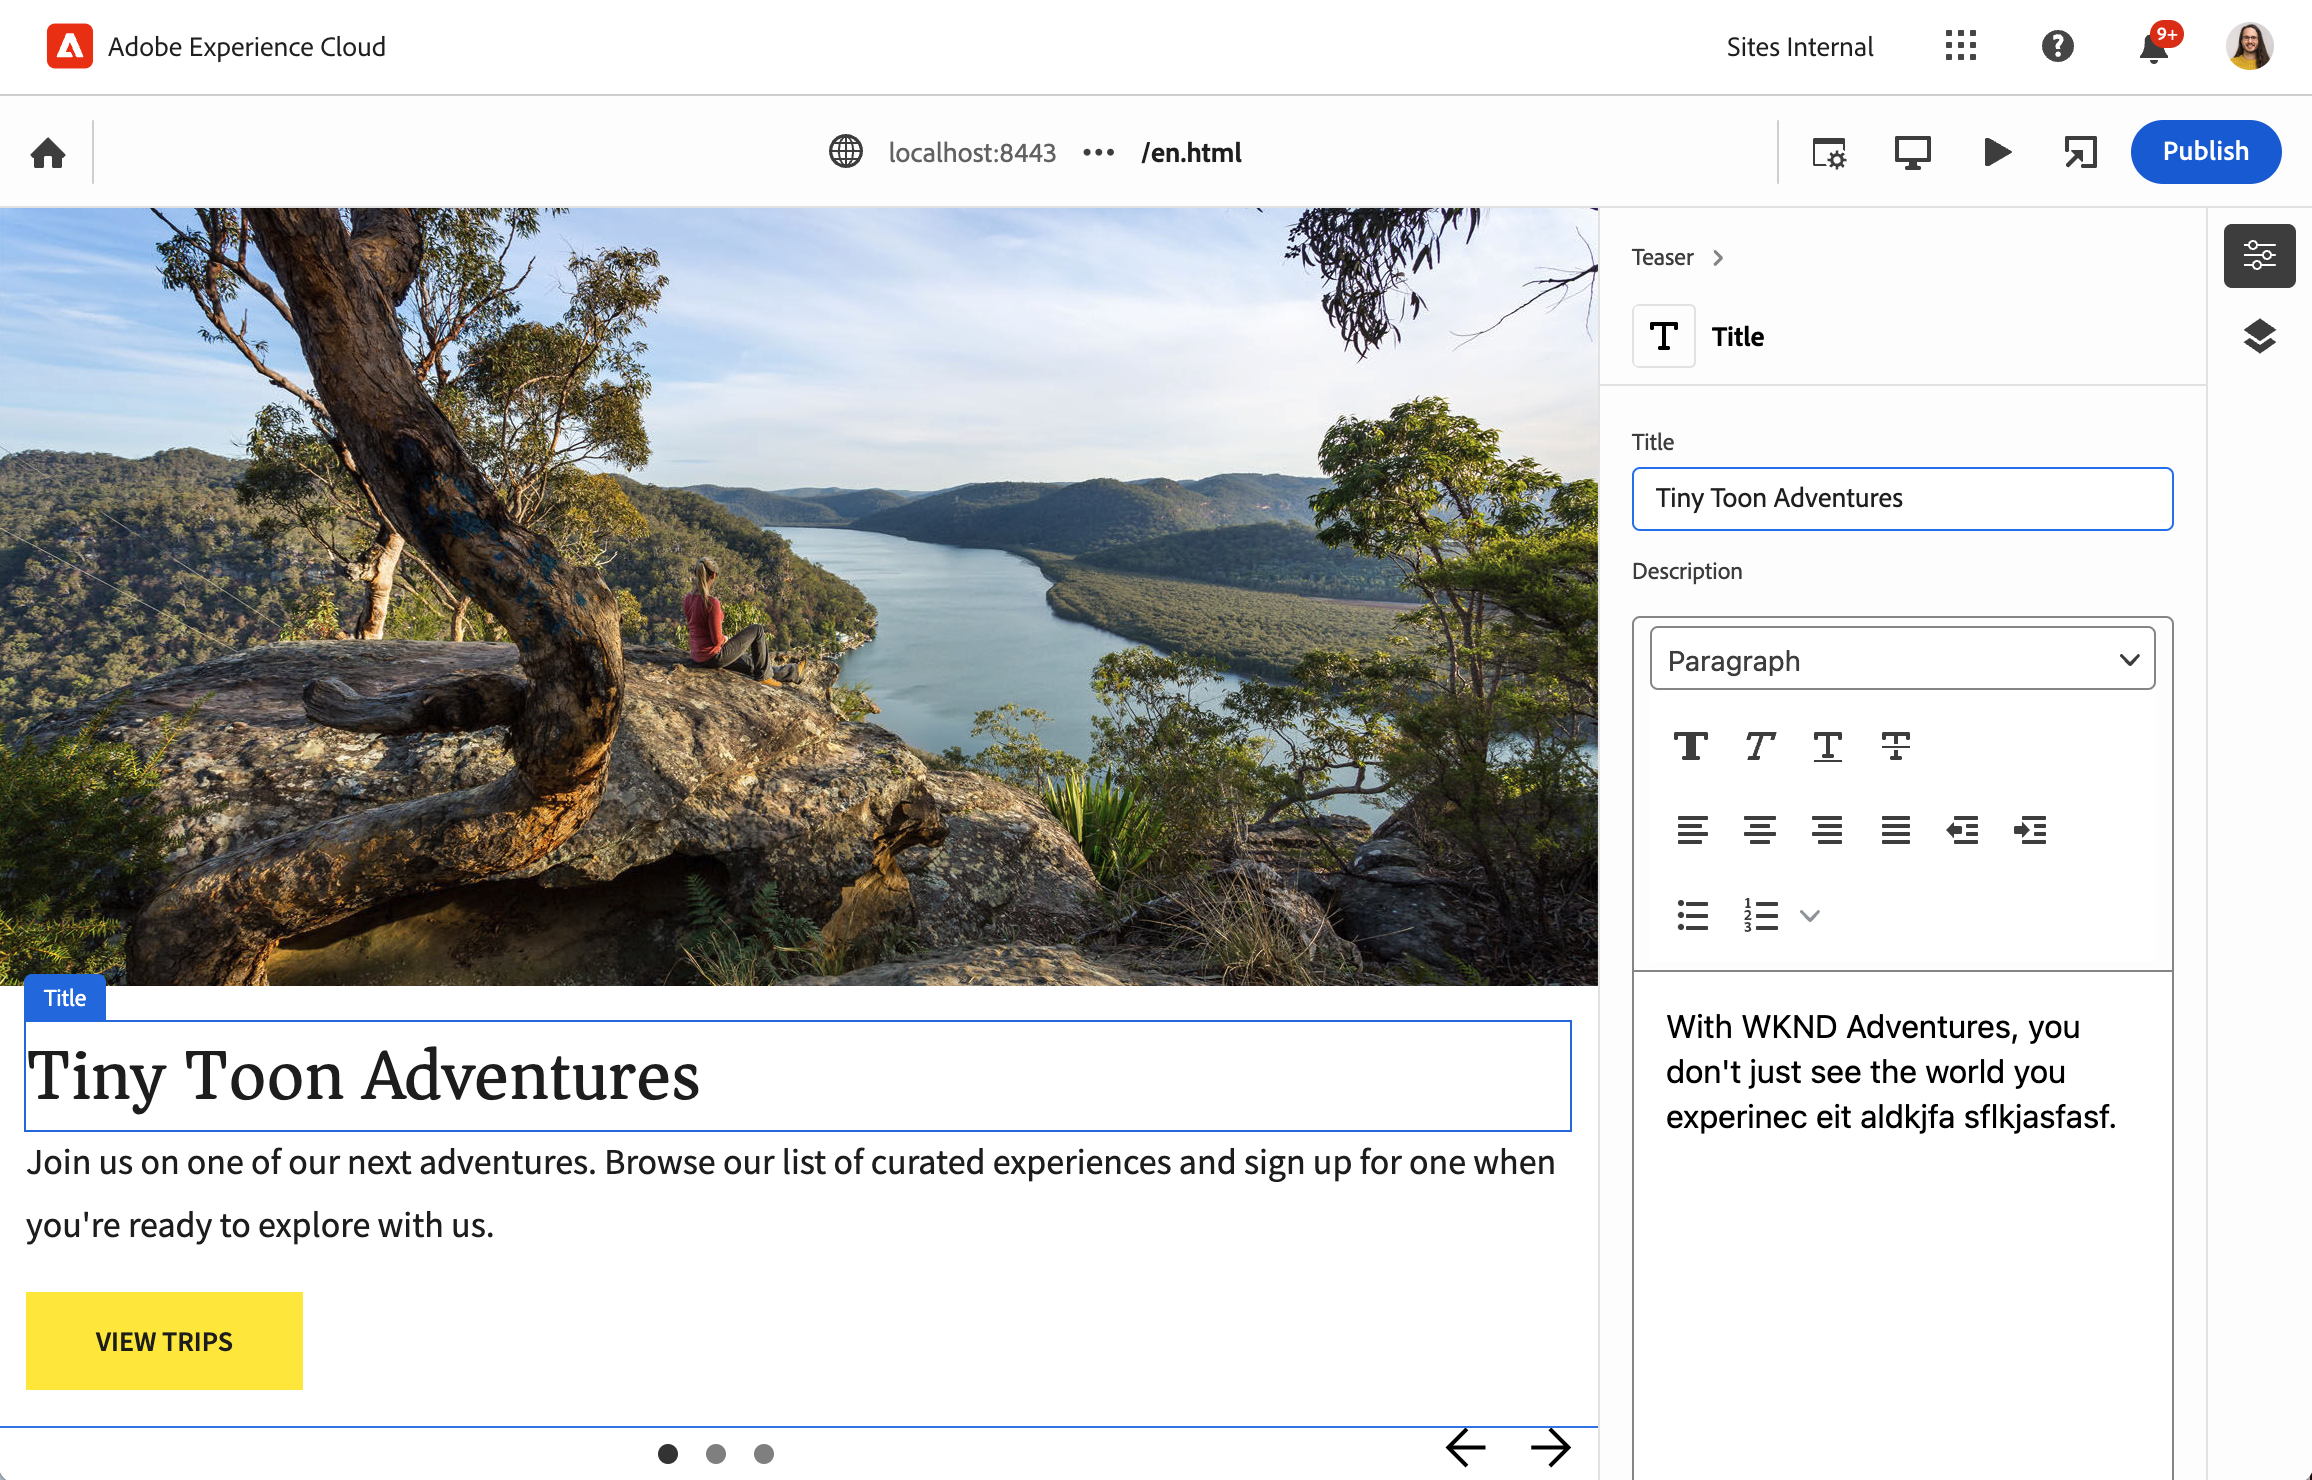 Adobe Experience Cloud
Sites Internal
9+
localhost:8443 ••• /en.html
Publish
Teaser
Title
Title
Tiny Toon Adventures
Description
Paragraph
With WKND Adventures, you
don't just see the world you
experinec eit aldkjfa sflkjasfasf.
Title
Tiny Toon Adventures
Join us on one of our next adventures. Browse our list of curated experiences and sign up for one when
you're ready to explore with us.
VIEW TRIPS